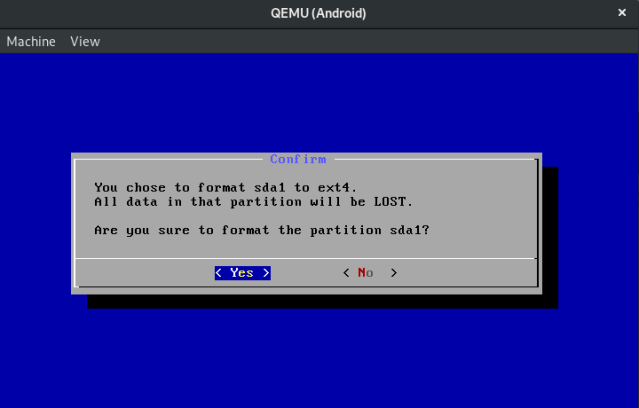 QEMU (Android)
×
Machine View
Confirm
You chose to format sda1 to ext4.
All data in that partition will be LOST.
Are you sure to format the partition sda1?
< Yes > < No >